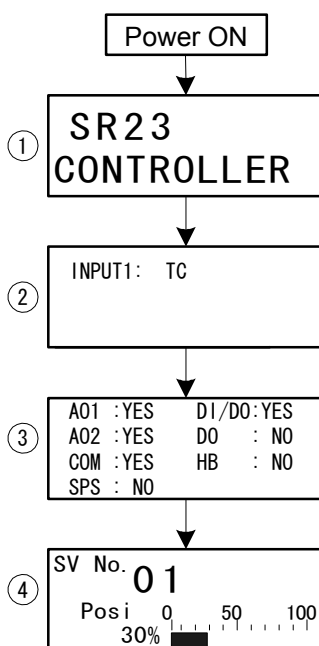 Power ON
①
SR23
CONTROLLER
②
INPUT1: TC
③
AO1 :YES DI/DO:YES
AO2 :YES DO : NO
COM :YES HB : NO
SPS : NO
④
SV No. 01
Posi 0 50 100
30%